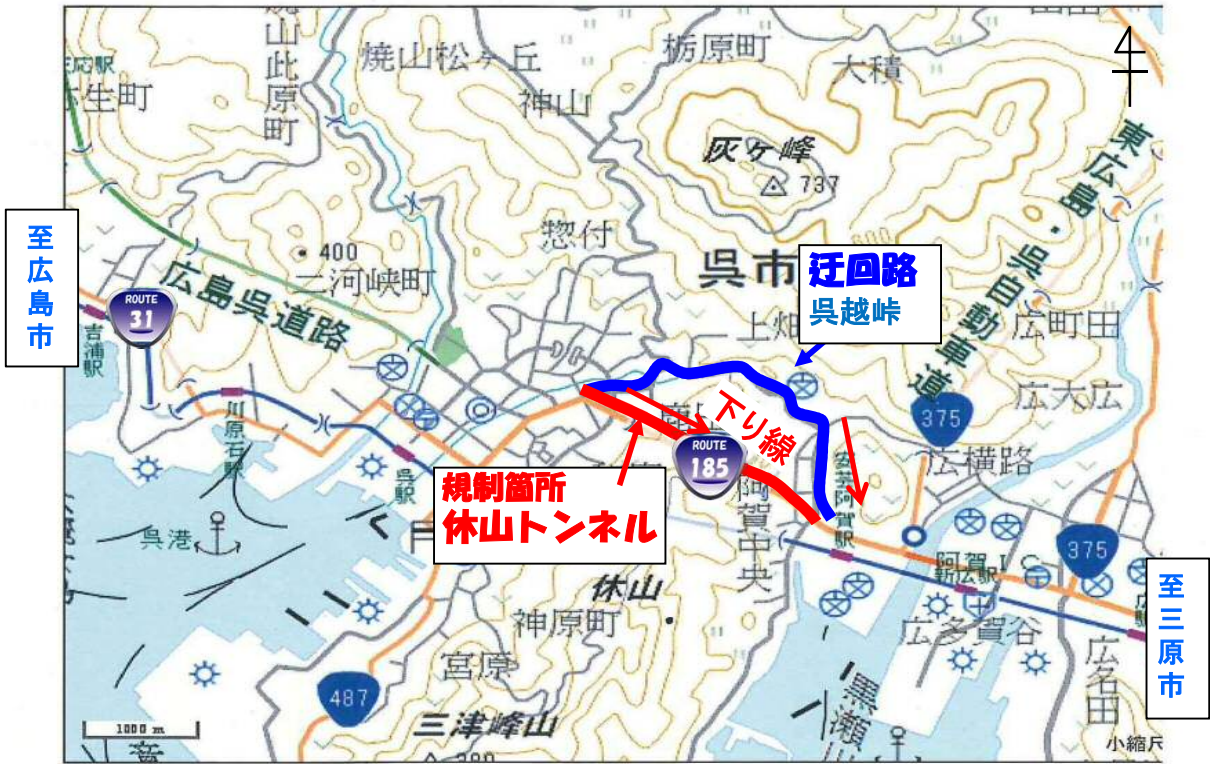 焼山此原町
焼山松ヶ丘
神山
栃原町
大積
弥生町
灰ヶ峰
737
東広島・呉自動車道
惣付
600
400
二河峡町
呉市
迂回路
呉越峠
至広島市
ROUTE
31
広島呉道路
上畑
広町田
吉浦駅
広大広
375
川原石駅
下り線
ROUTE
185
広横路
呉駅
規制箇所
休山トンネル
安芸阿賀駅
阿賀中央
呉港
阿賀IC
新広駅
375
至三原市
休山
神原町
広多賀谷
宮原
広名田
487
黒瀬川
三津峰山
1000 m
小縮尺